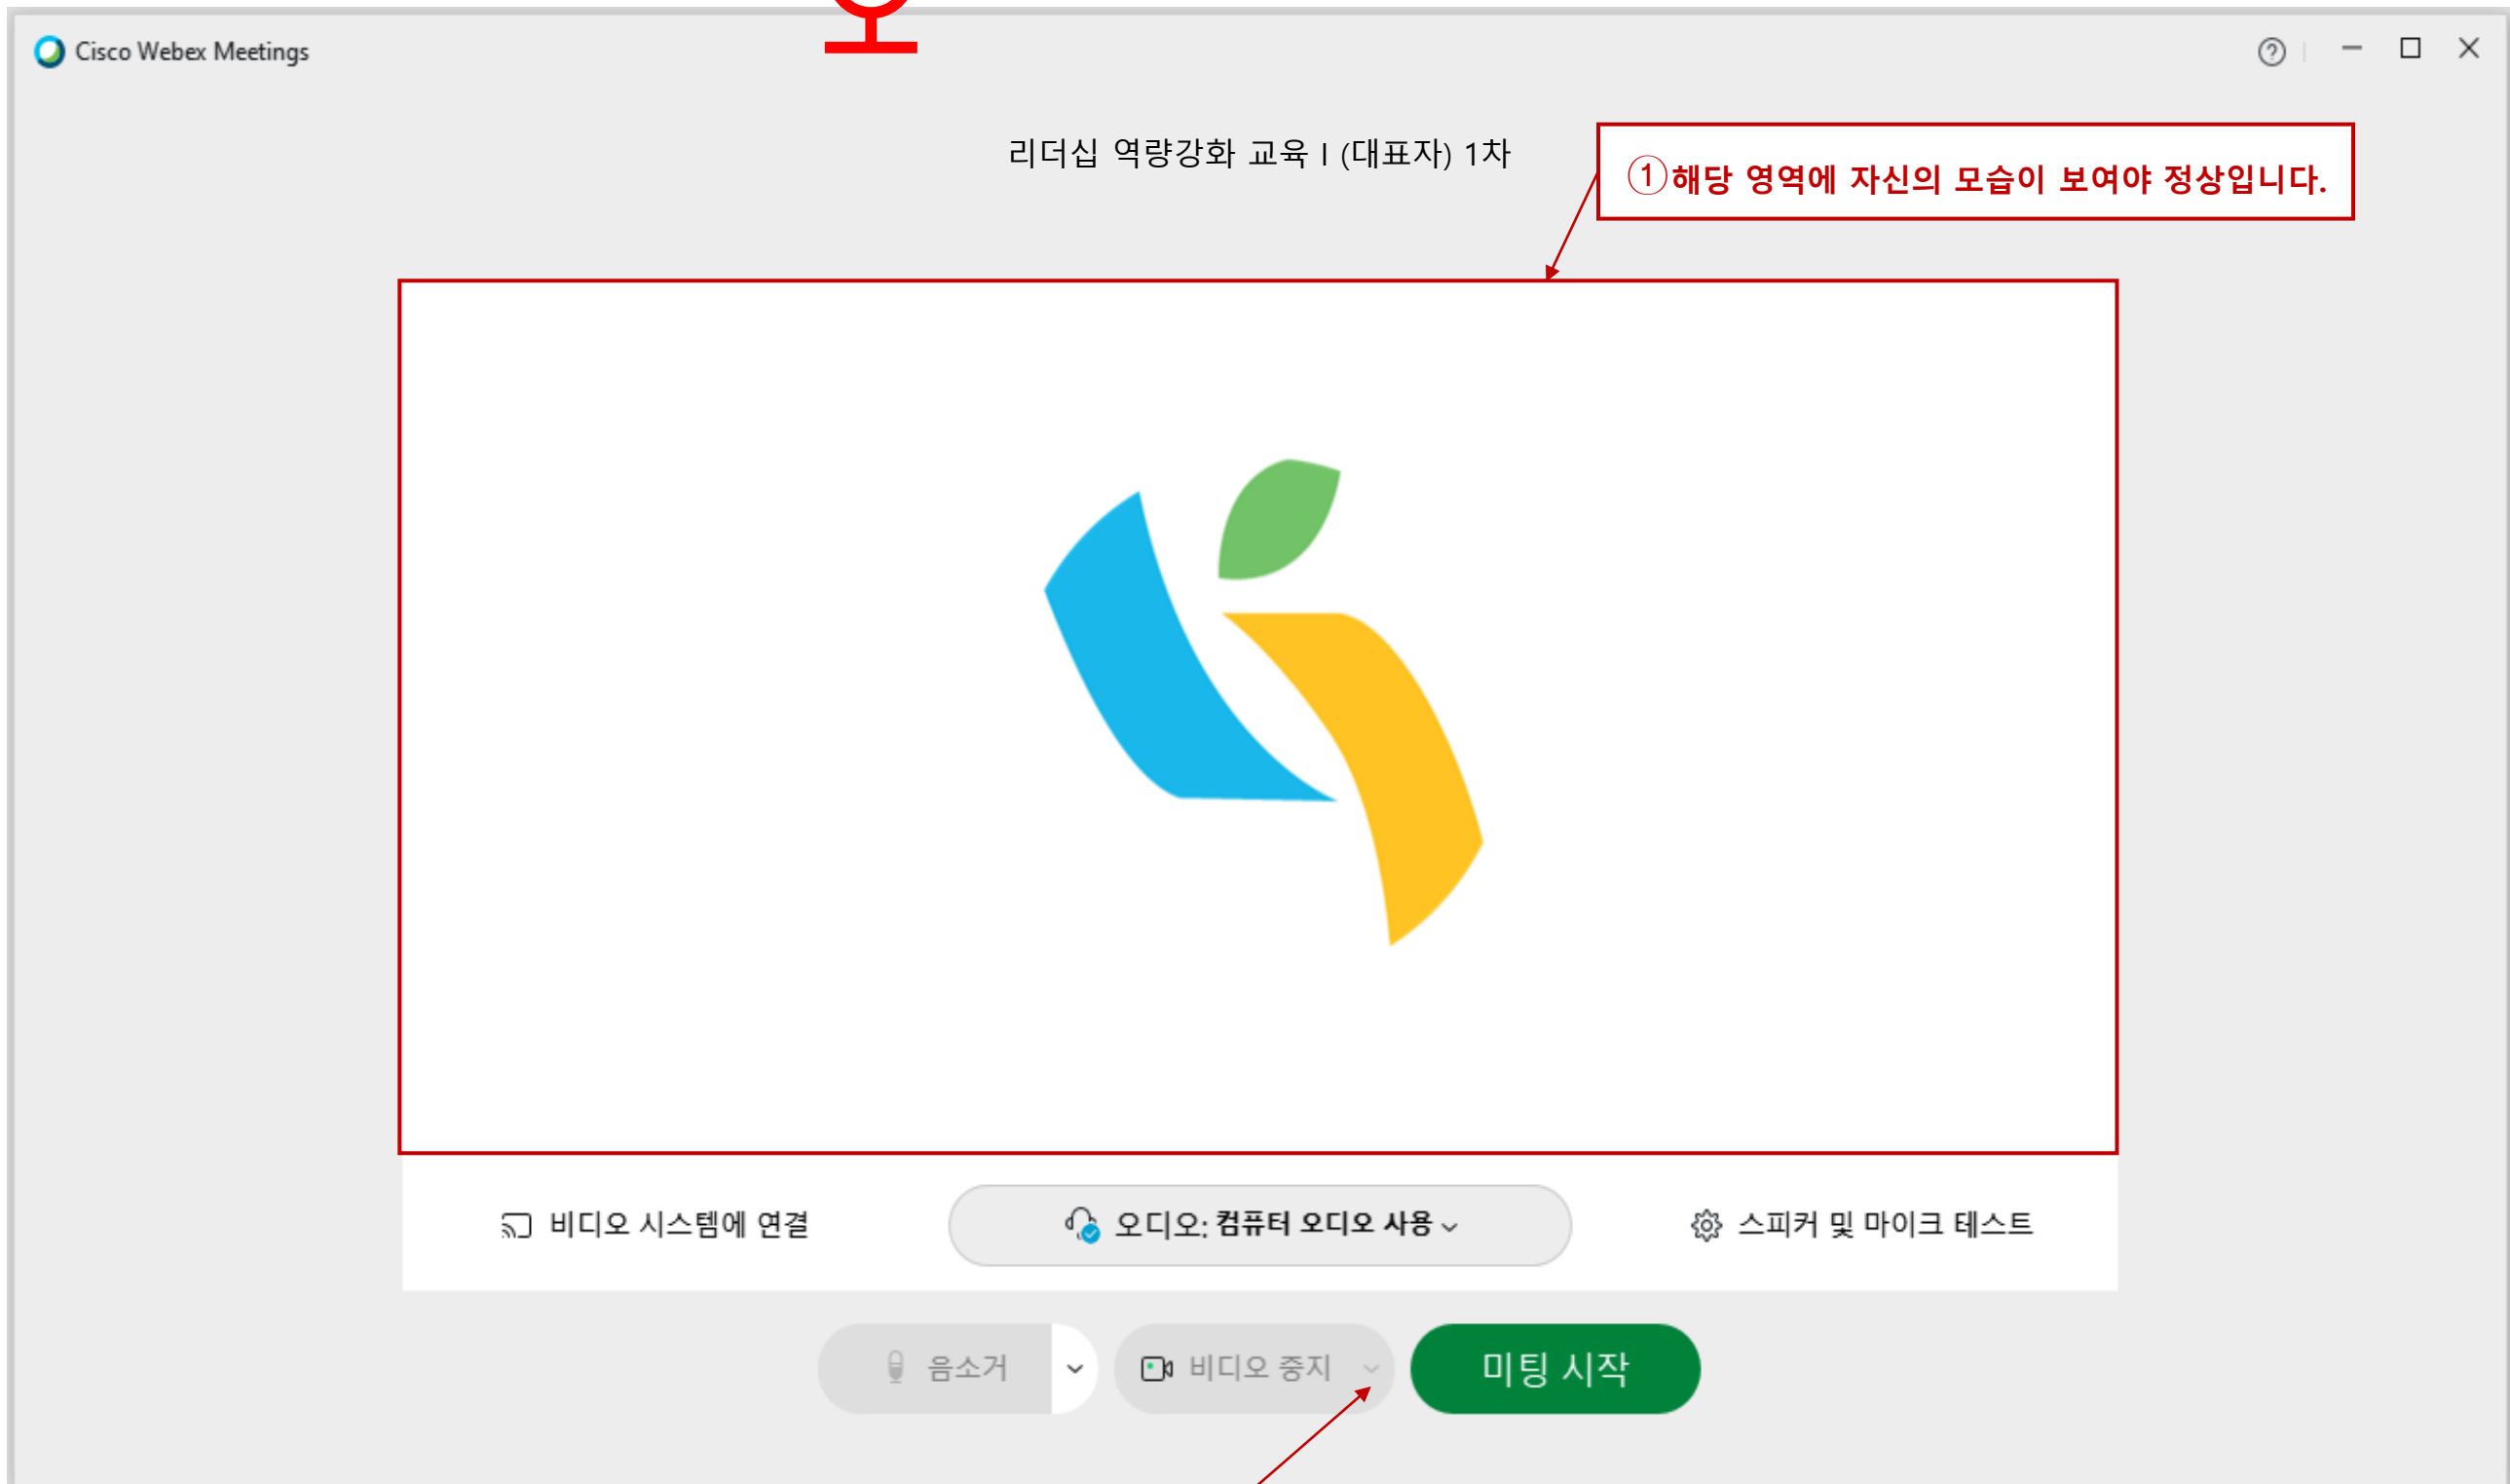 Cisco Webex Meetings
리더십 역량강화 교육 I (대표자) 1차
①해당 영역에 자신의 모습이 보여야 정상입니다.
비디오 시스템에 연결
오디오: 컴퓨터 오디오 사용
스피커 및 마이크 테스트
음소거
비디오 중지
미팅 시작